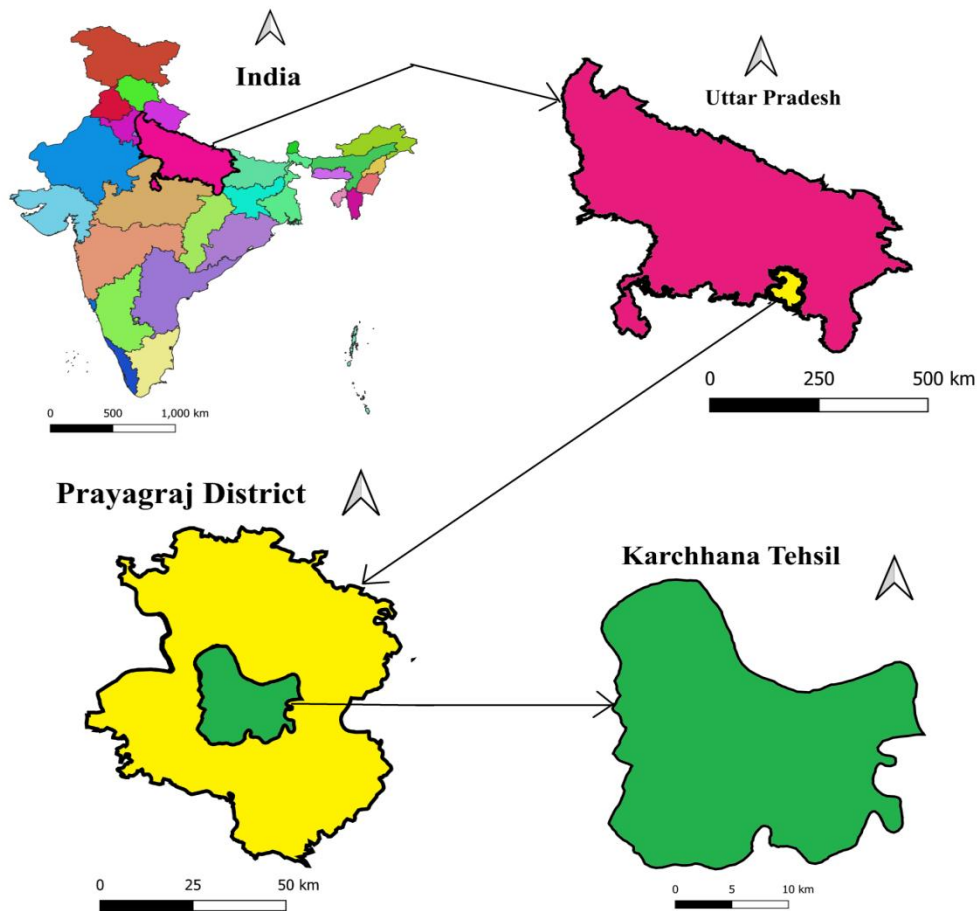 India
Uttar Pradesh
0 500 1,000 km
0 250 500 km
Prayagraj District
Karchhana Tehsil
0 25 50 km
0 5 10 km